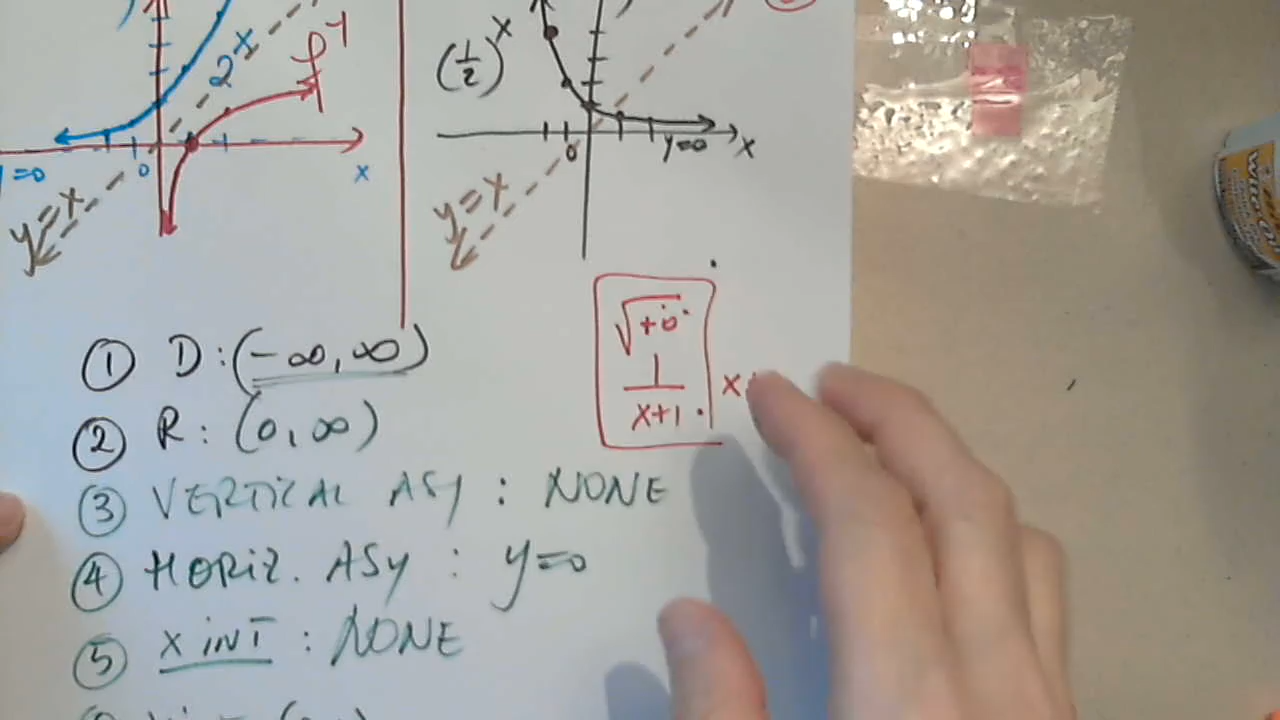 2^x
f^-1
x
=0
0
y=x
(1/2)^x
0
y=0
x
y=x
√+0
1/x+1
x
① D:(-∞,∞)
② R: (0,∞)
③ VERTICAL ASY : NONE
④ HORIZ. ASY : y=0
⑤ X INT : NONE